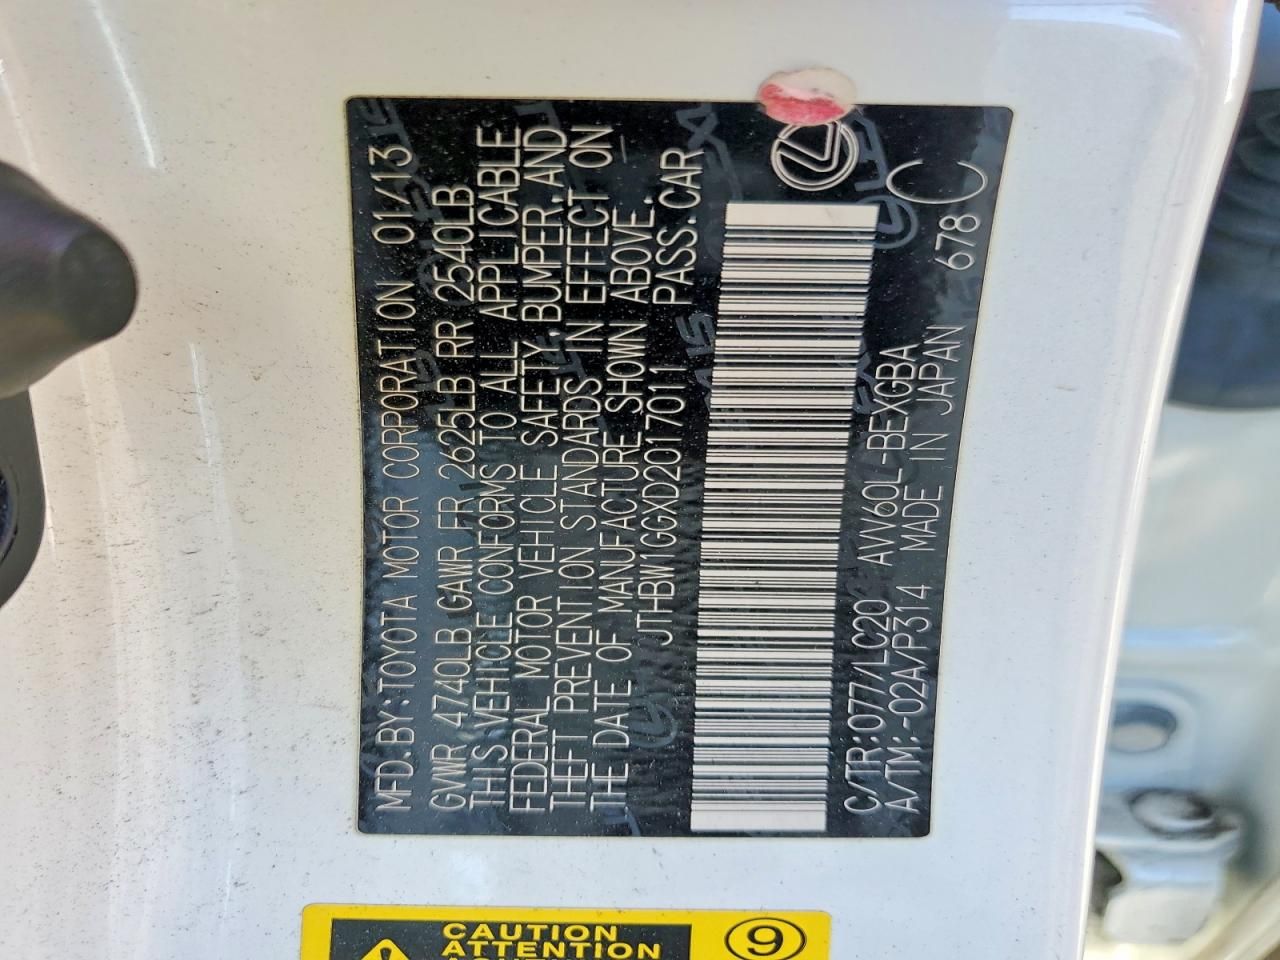 MFD.BY:TOYOTA MOTOR CORPORATION 01/13
GVWR 4740LB GAWR FR 2625LB RR 2540LB
THIS VEHICLE CONFORMS TO ALL APPLICABLE
FEDERAL MOTOR VEHICLE SAFETY, BUMPER, AND
THEFT PREVENTION STANDARDS IN EFFECT ON
THE DATE OF MANUFACTURE SHOWN ABOVE.
JTHBW1GGXD2017011 PASS.CAR
C/TR:077/LC20 AVV60L-BEXGBA
A/TM:-02A/P314 MADE IN JAPAN 678 C
CAUTION
ATTENTION
9